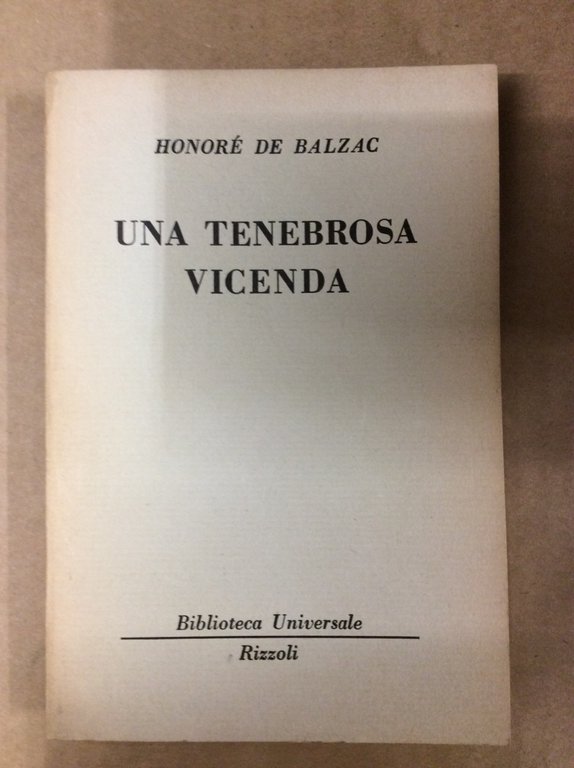 HONORÉ DE BALZAC
UNA TENEBROSA
VICENDA
Biblioteca Universale
Rizzoli